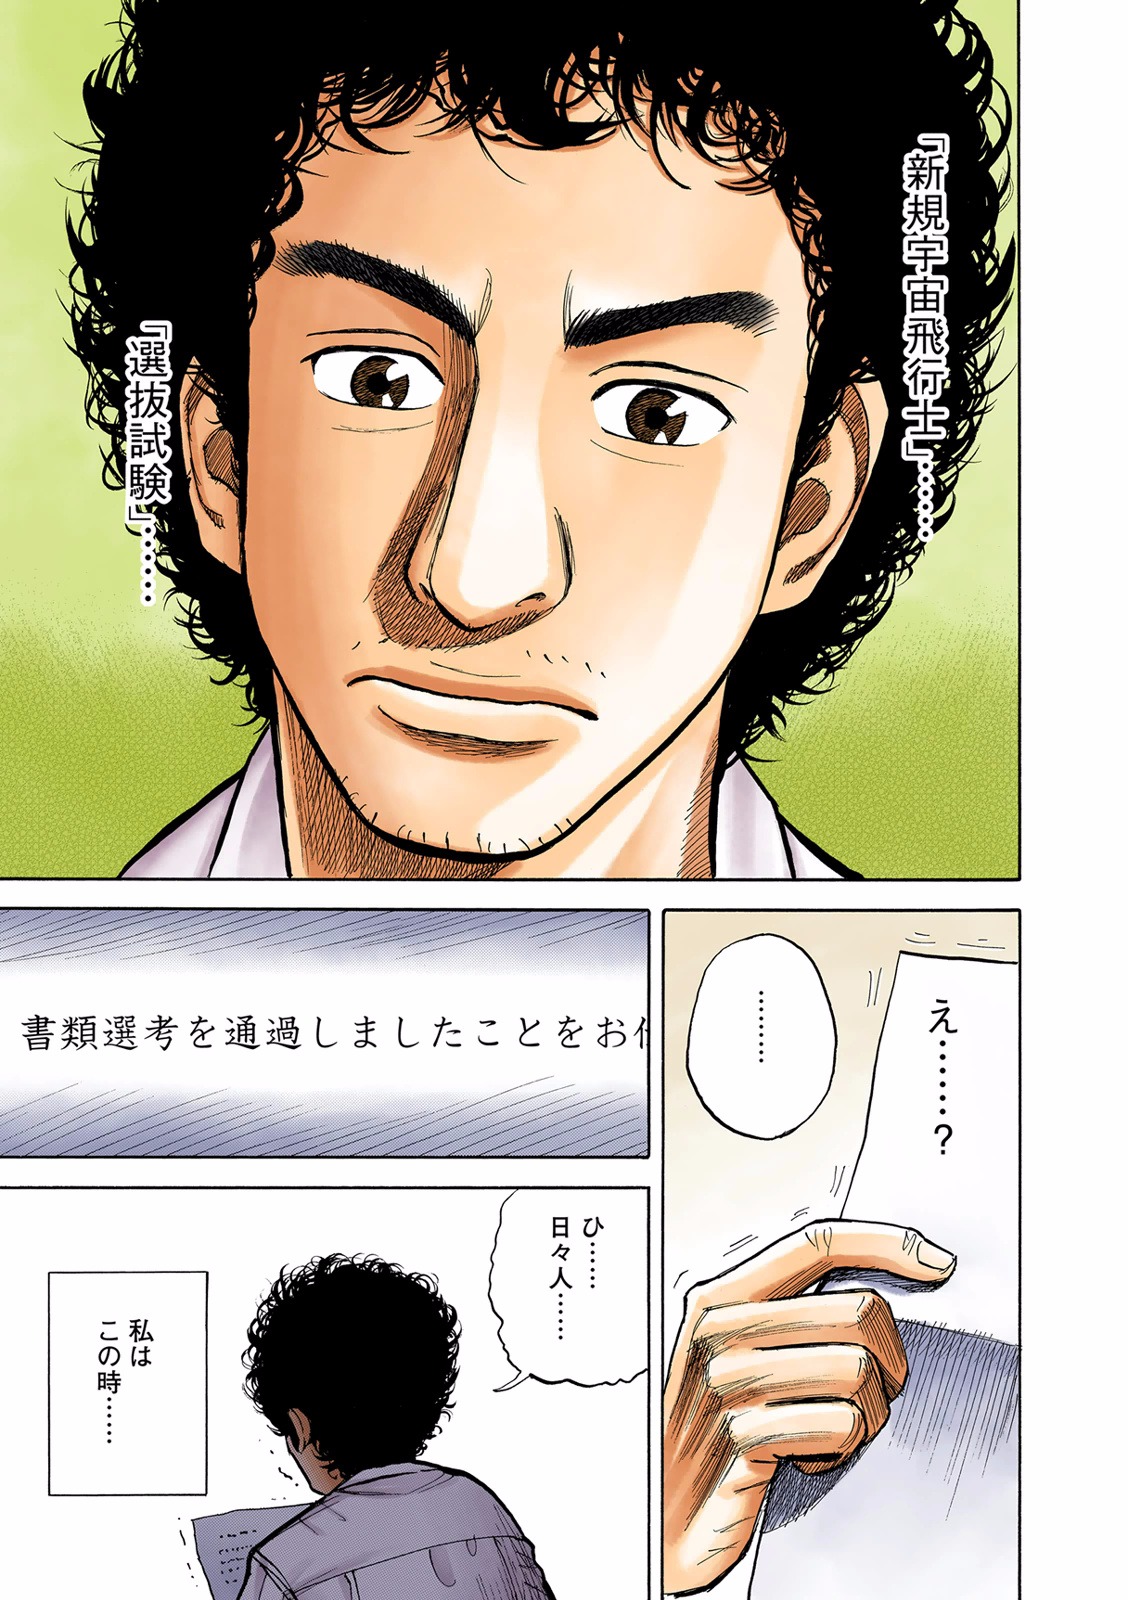 『新規宇宙飛行士』………
『選抜試験』………
え………?
………
書類選考を通過しましたことをお
ひ……
日々人……
私は
この時……